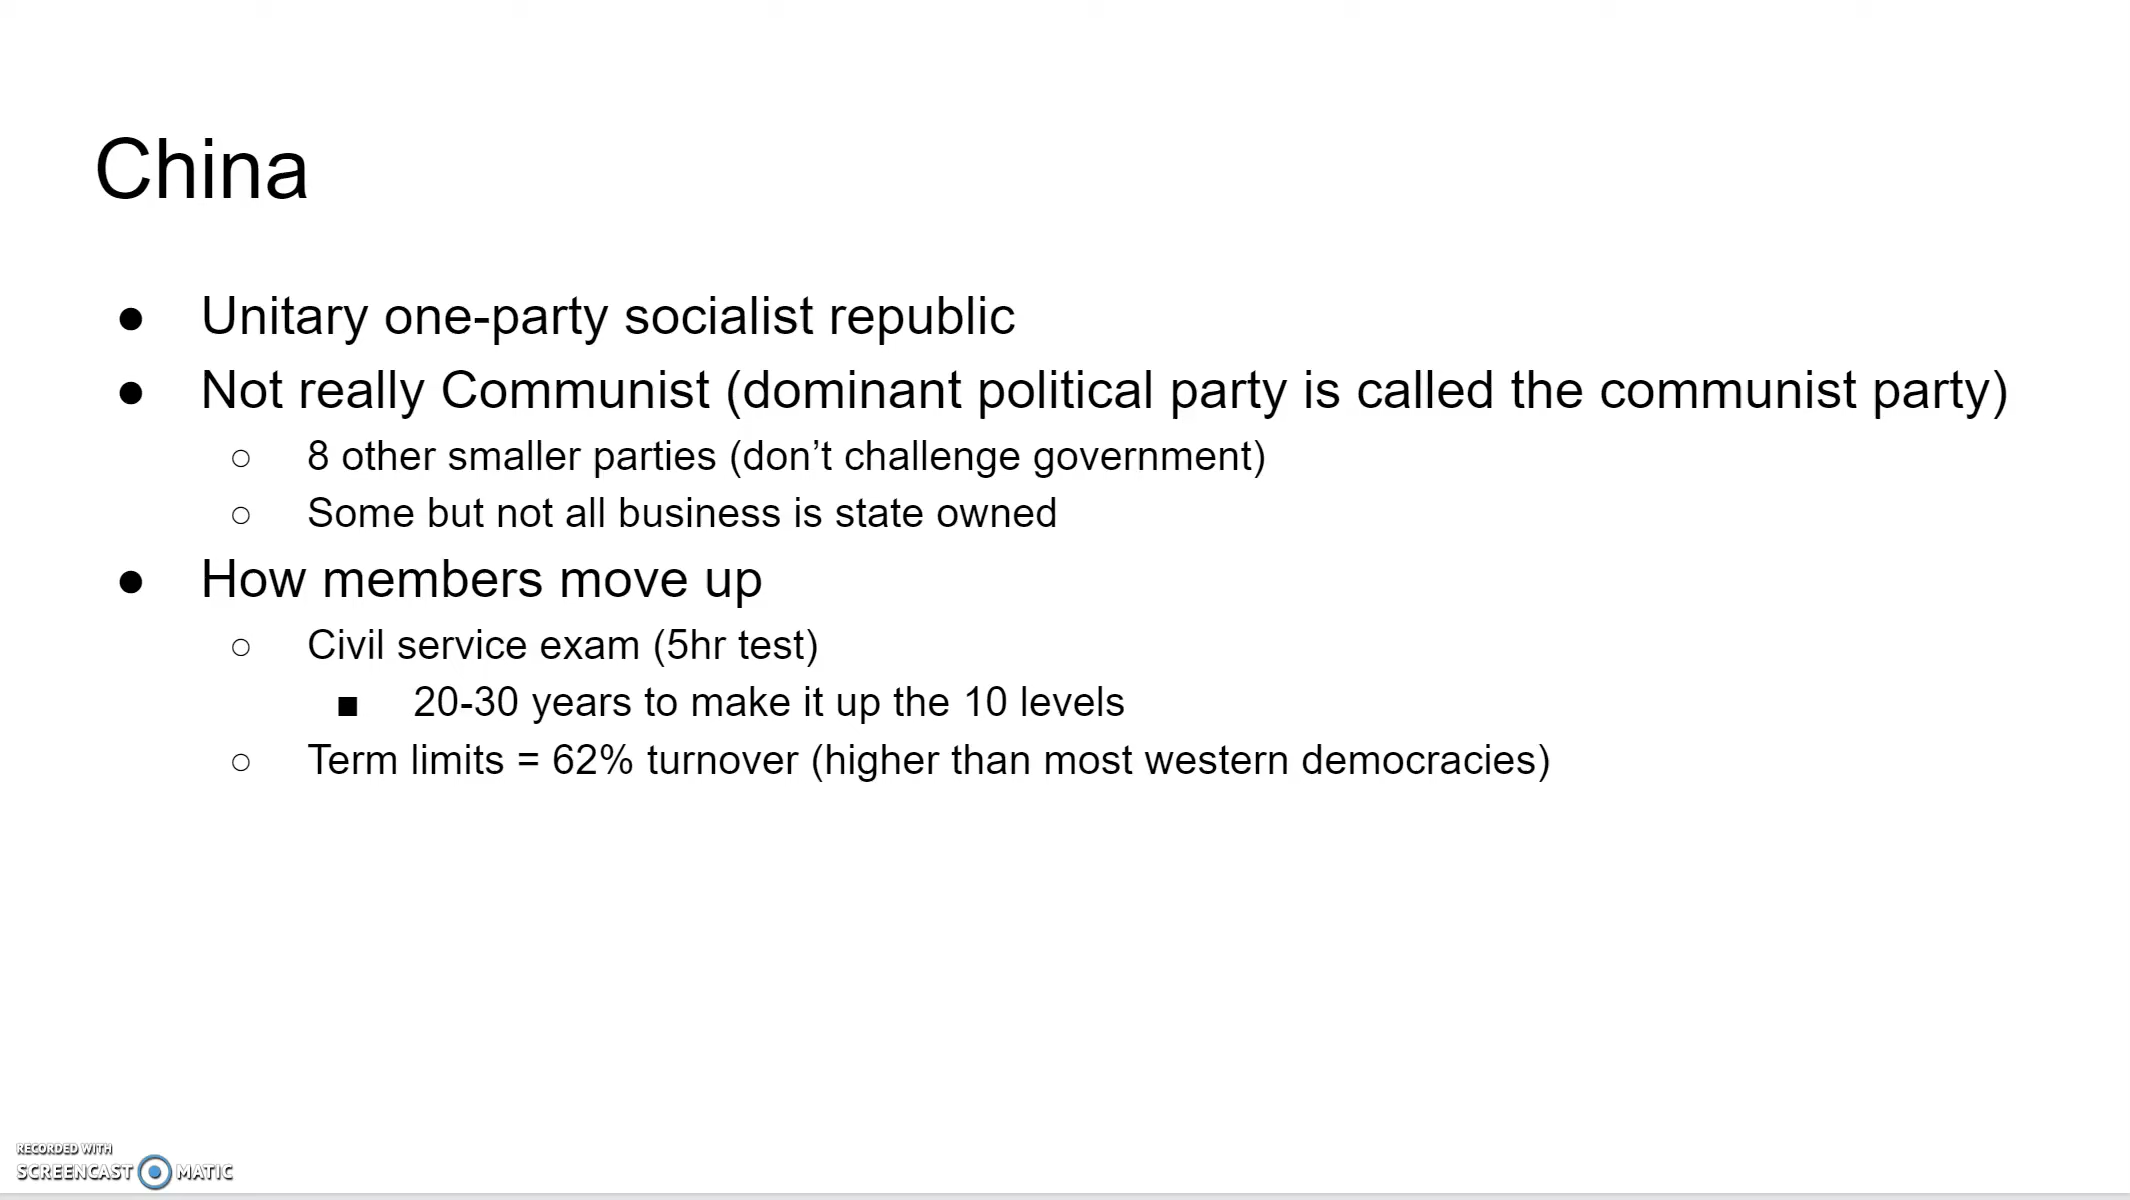 China
● Unitary one-party socialist republic
● Not really Communist (dominant political party is called the communist party)
○ 8 other smaller parties (don’t challenge government)
○ Some but not all business is state owned
● How members move up
○ Civil service exam (5hr test)
■ 20-30 years to make it up the 10 levels
○ Term limits = 62% turnover (higher than most western democracies)
RECORDED WITH
SCREENCAST MATIC